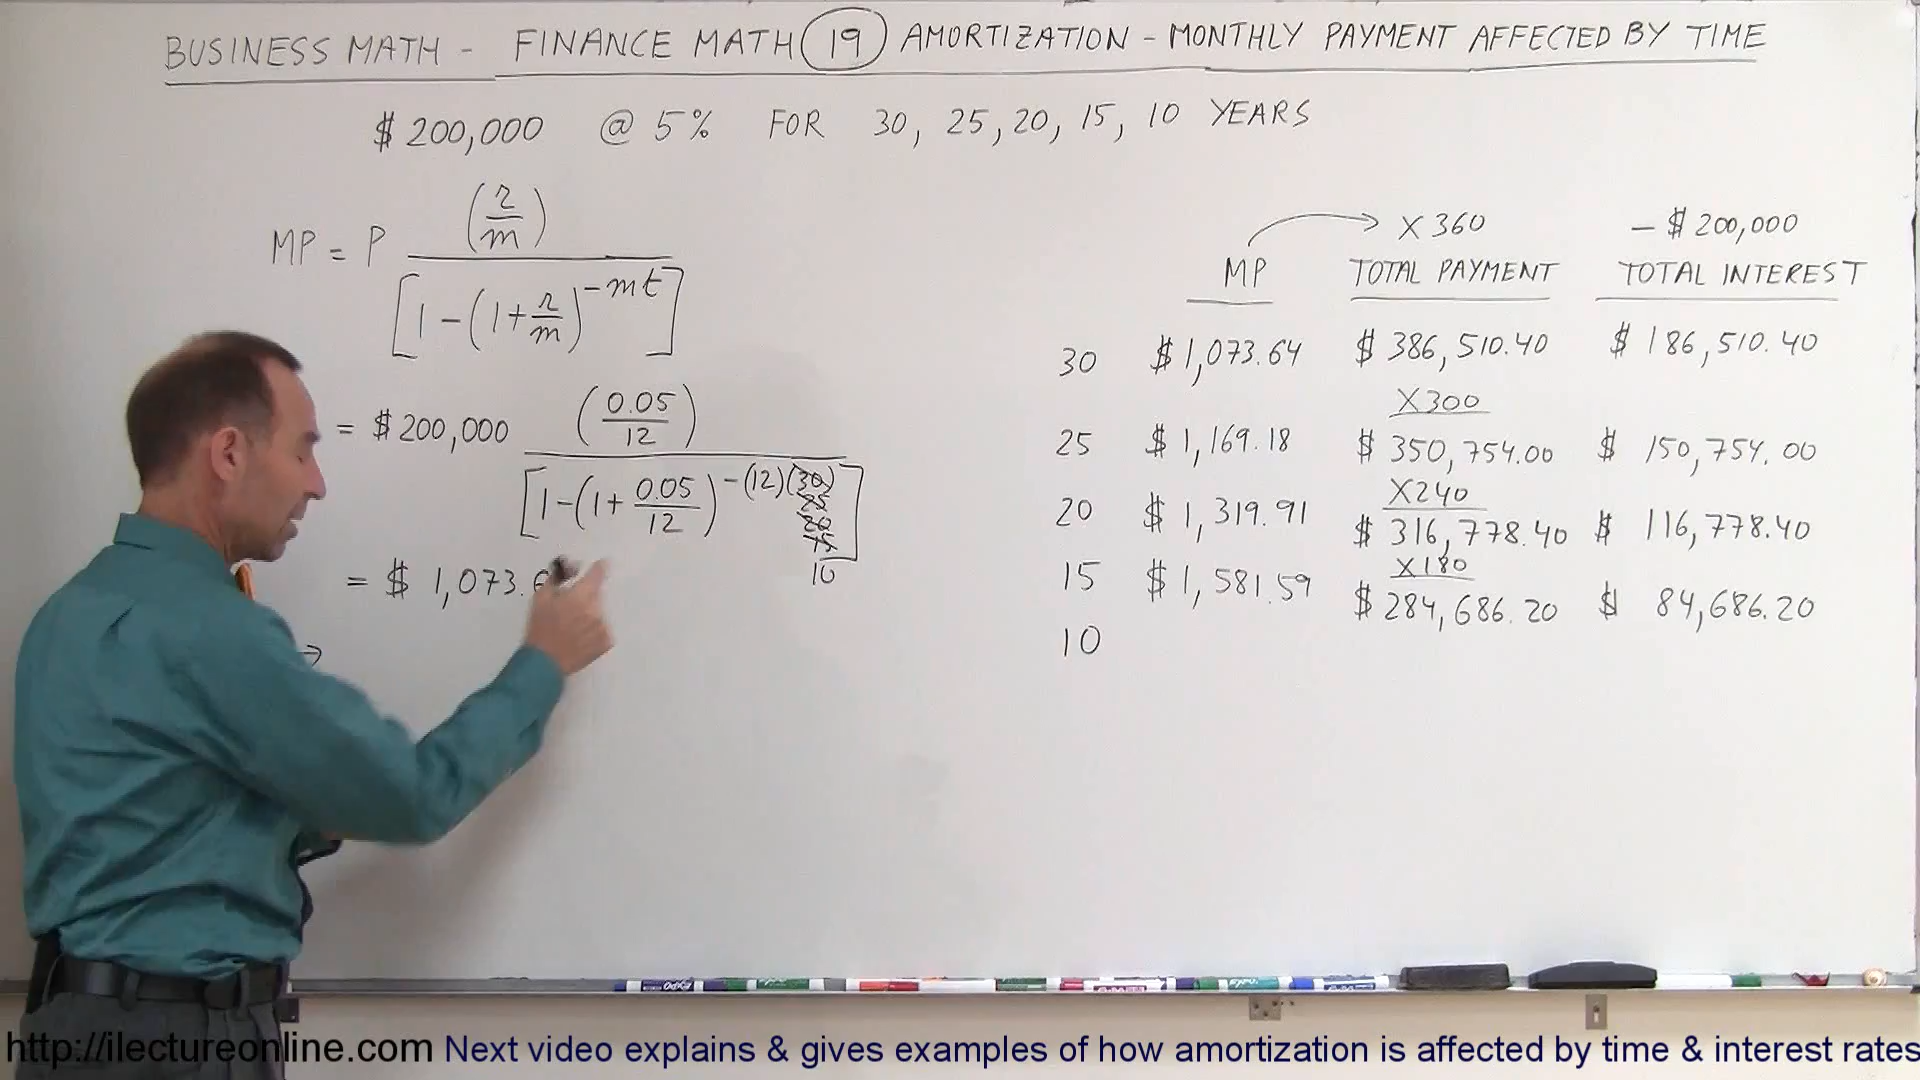 BUSINESS MATH - FINANCE MATH 19 AMORTIZATION - MONTHLY PAYMENT AFFECTED BY TIME
$ 200,000 @ 5% FOR 30, 25, 20, 15, 10 YEARS
MP = P (r/m) / [1-(1+r/m)^-mt]
= $200,000 (0.05/12) / [1-(1+0.05/12)^-(12)(30)
25
20
15
10
= $ 1,073.6
→
X 360 - $ 200,000
MP TOTAL PAYMENT TOTAL INTEREST
30 $ 1,073.64 $ 386,510.40 $ 186,510.40
X300
25 $ 1,169.18 $ 350,754.00 $ 150,754.00
X240
20 $ 1,319.91 $ 316,778.40 $ 116,778.40
X180
15 $ 1,581.59 $ 284,686.20 $ 84,686.20
10
http://ilectureonline.com Next video explains & gives examples of how amortization is affected by time & interest rates